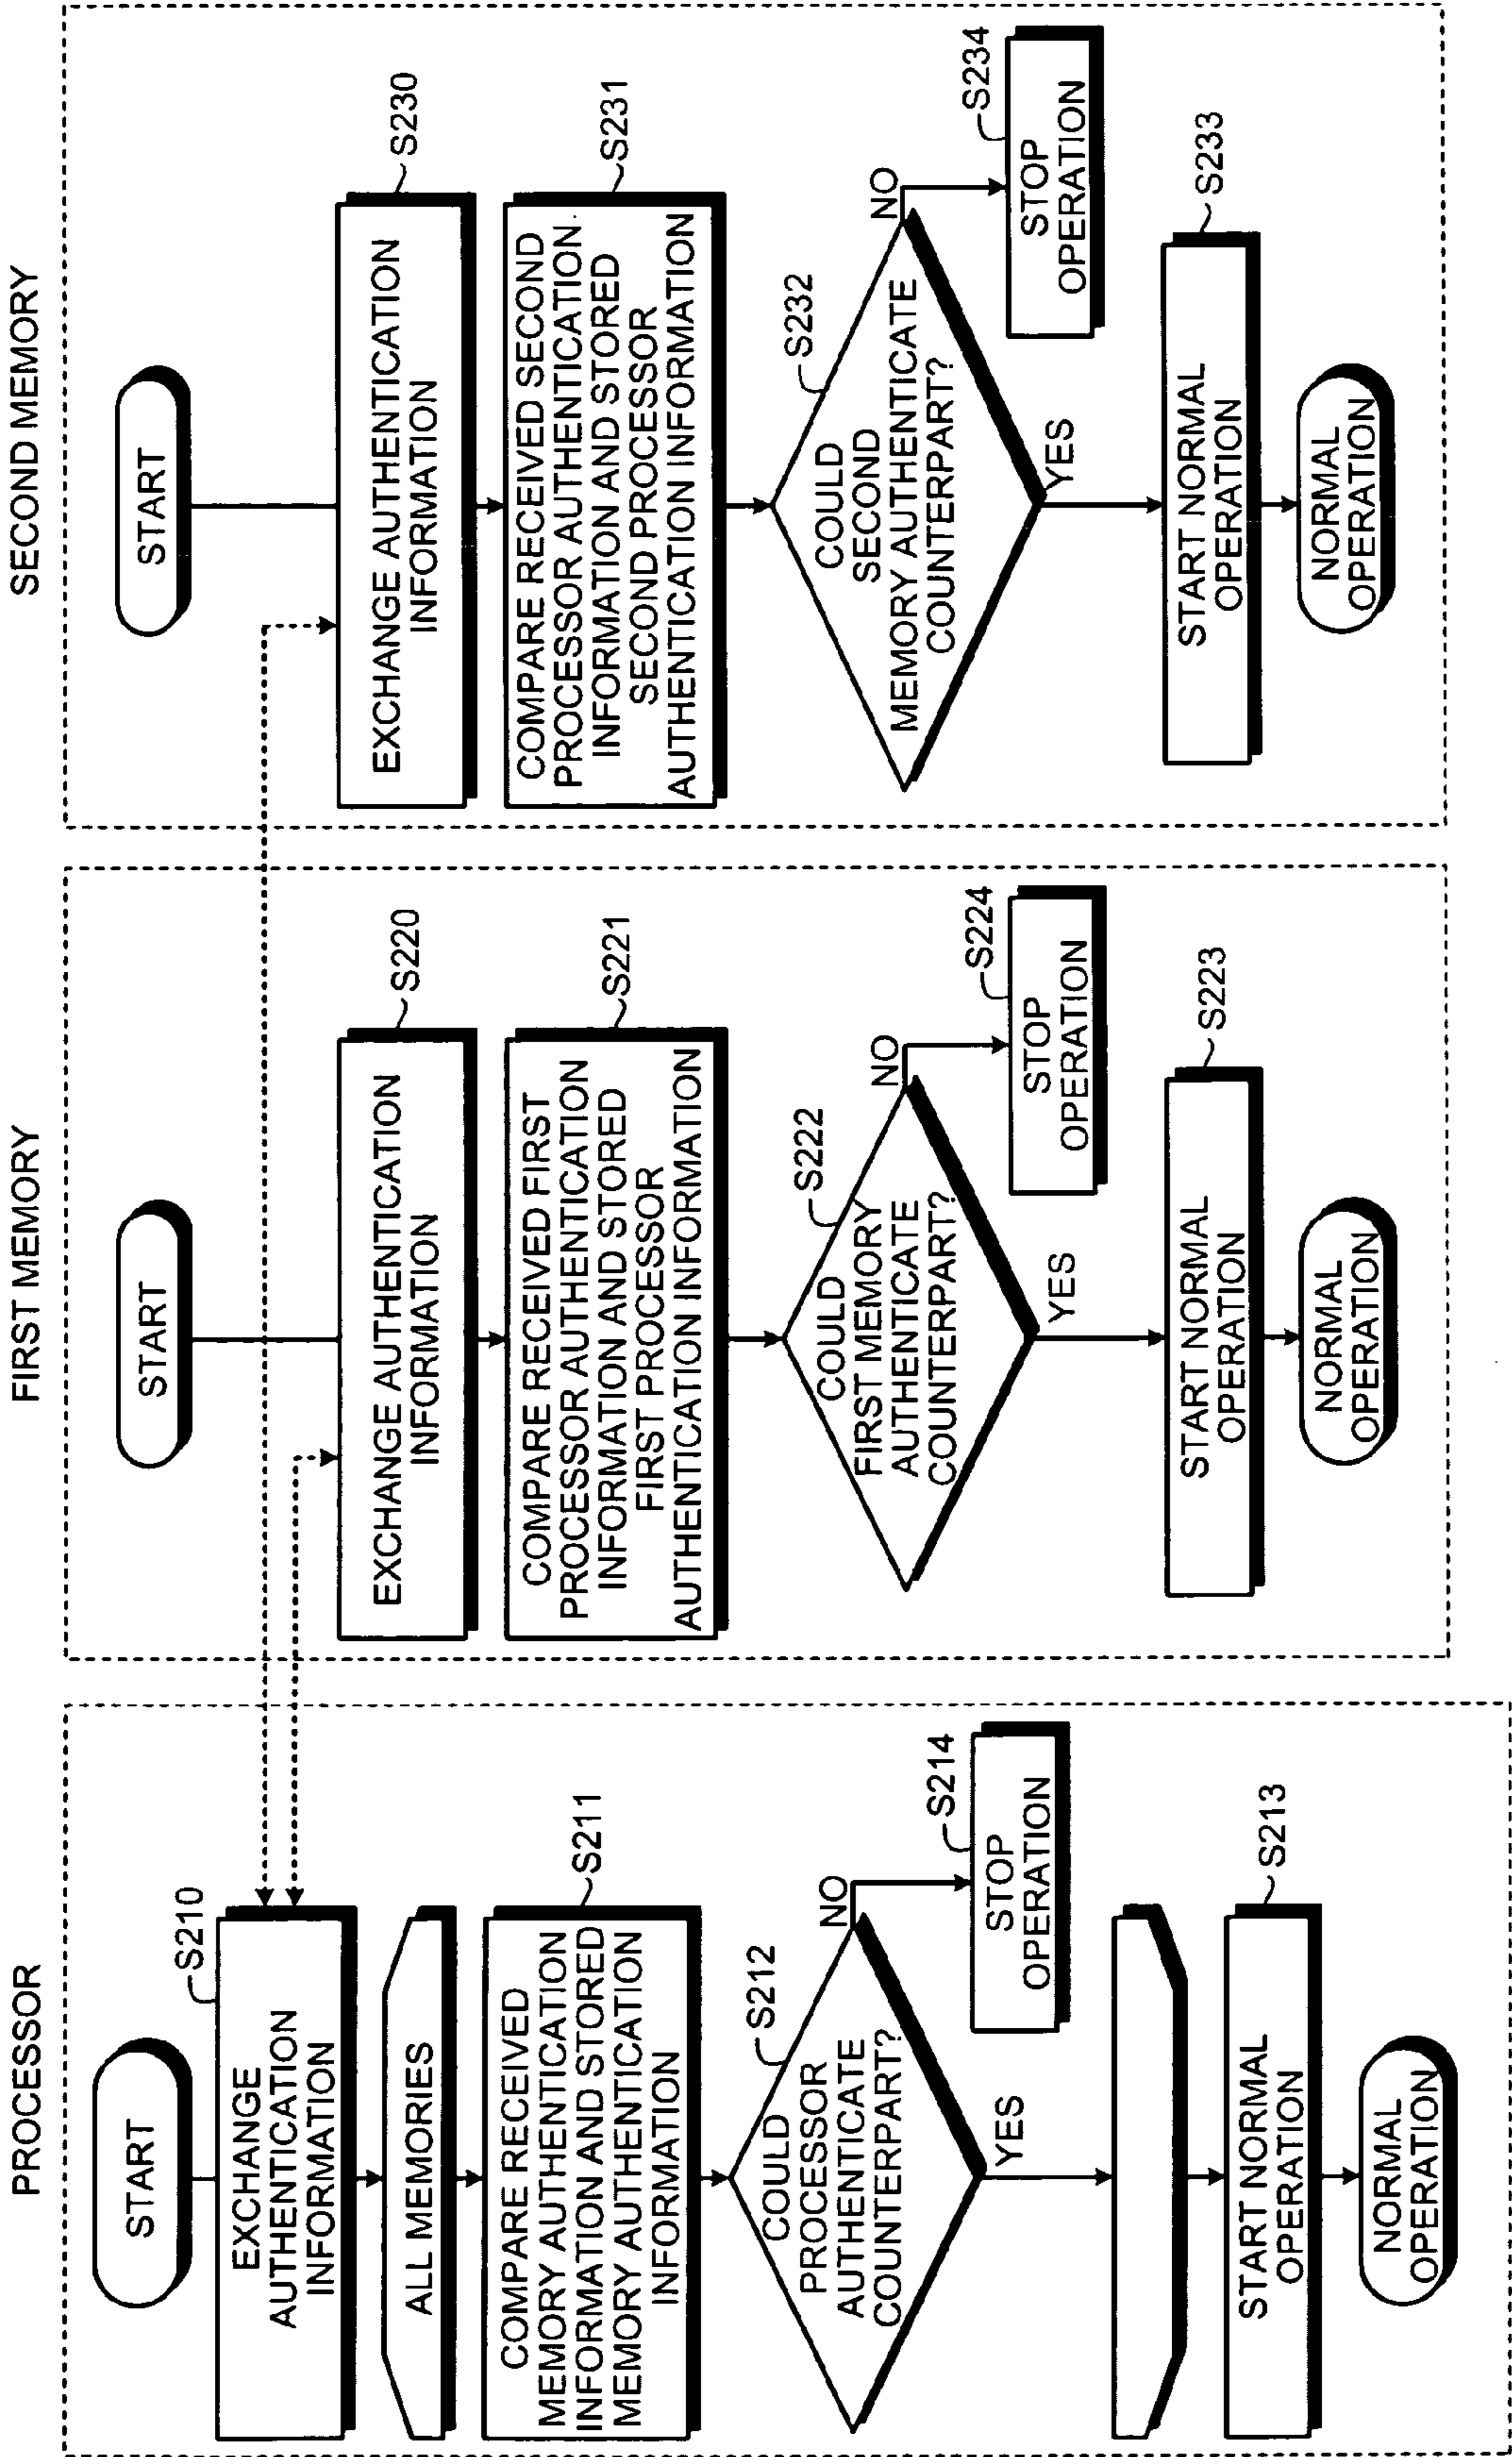 PROCESSOR
START
S210
EXCHANGE
AUTHENTICATION
INFORMATION
ALL MEMORIES
S211
COMPARE RECEIVED
MEMORY AUTHENTICATION
INFORMATION AND STORED
MEMORY AUTHENTICATION
INFORMATION
S212
COULD
PROCESSOR
AUTHENTICATE
COUNTERPART?
NO
S214
STOP
OPERATION
YES
S213
START NORMAL
OPERATION
NORMAL
OPERATION
FIRST MEMORY
START
S220
EXCHANGE AUTHENTICATION
INFORMATION
S221
COMPARE RECEIVED FIRST
PROCESSOR AUTHENTICATION
INFORMATION AND STORED
FIRST PROCESSOR
AUTHENTICATION INFORMATION
S222
COULD
FIRST MEMORY
AUTHENTICATE
COUNTERPART?
NO
S224
STOP
OPERATION
YES
S223
START NORMAL
OPERATION
NORMAL
OPERATION
SECOND MEMORY
START
S230
EXCHANGE AUTHENTICATION
INFORMATION
S231
COMPARE RECEIVED SECOND
PROCESSOR AUTHENTICATION
INFORMATION AND STORED
SECOND PROCESSOR
AUTHENTICATION INFORMATION
S232
COULD
SECOND
MEMORY AUTHENTICATE
COUNTERPART?
NO
S234
STOP
OPERATION
YES
S233
START NORMAL
OPERATION
NORMAL
OPERATION